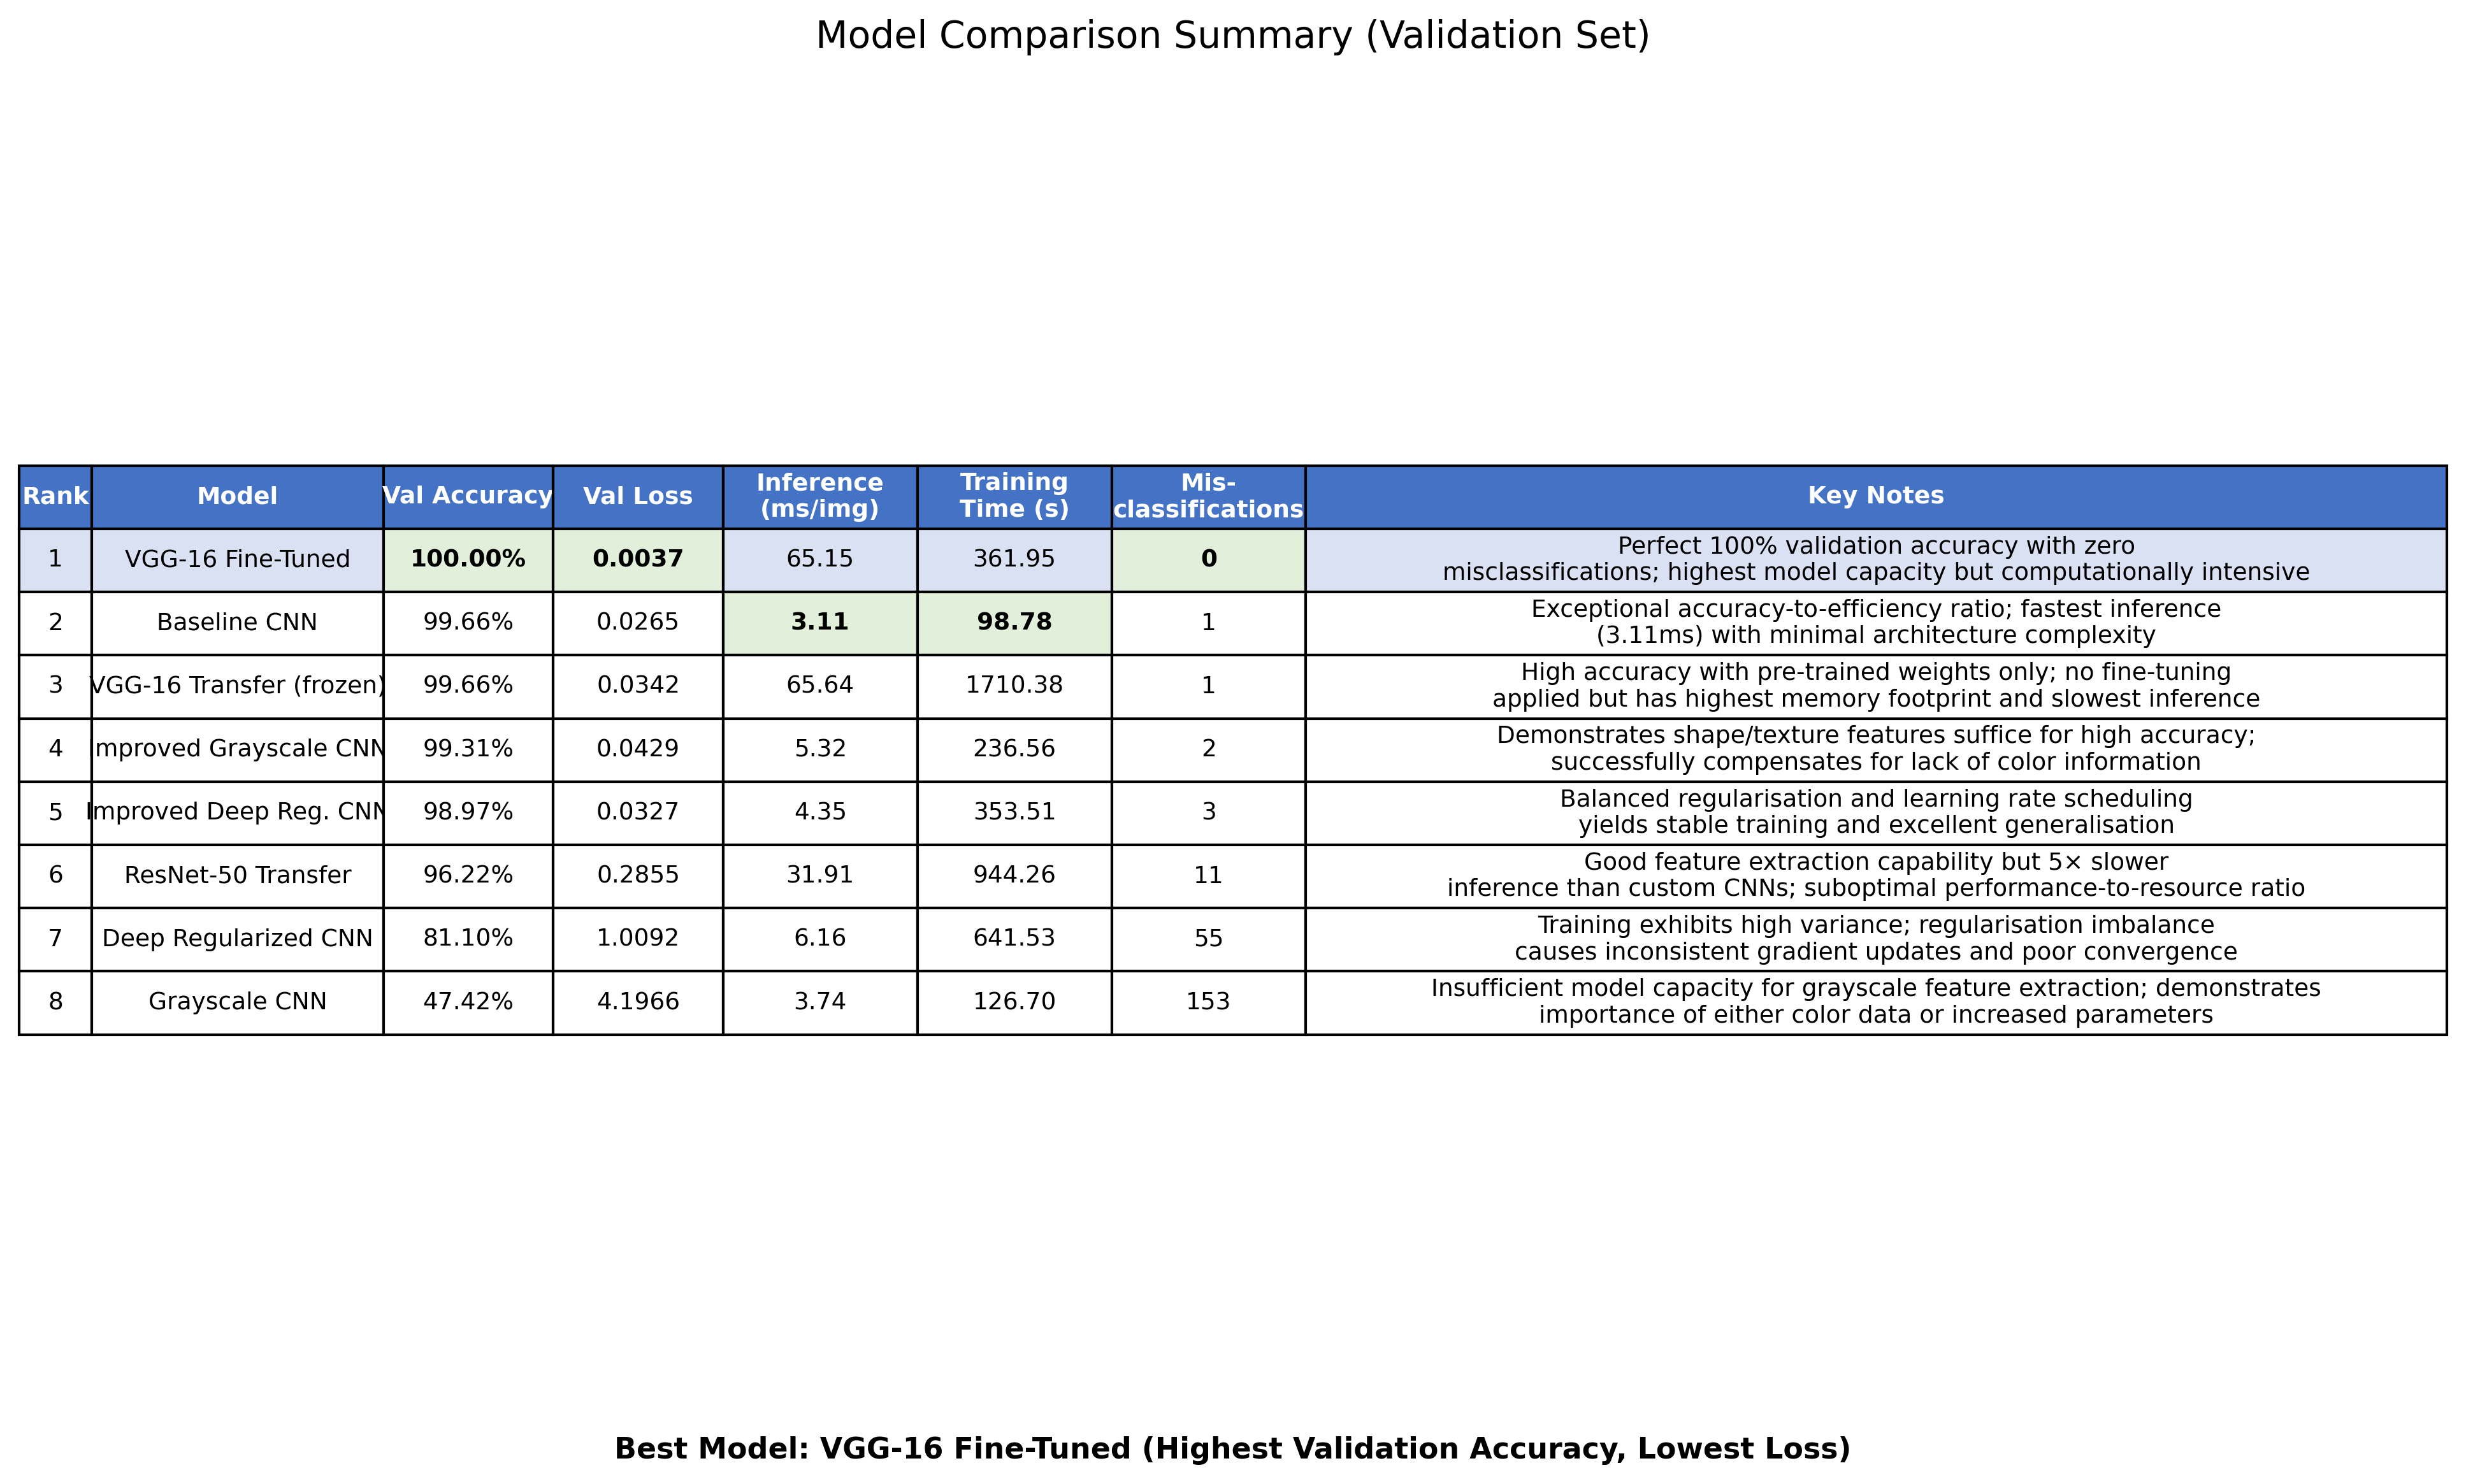 Model Comparison Summary (Validation Set)
Rank Model Val Accuracy Val Loss Inference (ms/img) Training Time (s) Mis-classifications Key Notes
1 VGG-16 Fine-Tuned 100.00% 0.0037 65.15 361.95 0 Perfect 100% validation accuracy with zero
misclassifications; highest model capacity but computationally intensive
2 Baseline CNN 99.66% 0.0265 3.11 98.78 1 Exceptional accuracy-to-efficiency ratio; fastest inference
(3.11ms) with minimal architecture complexity
3 VGG-16 Transfer (frozen) 99.66% 0.0342 65.64 1710.38 1 High accuracy with pre-trained weights only; no fine-tuning
applied but has highest memory footprint and slowest inference
4 Improved Grayscale CNN 99.31% 0.0429 5.32 236.56 2 Demonstrates shape/texture features suffice for high accuracy;
successfully compensates for lack of color information
5 Improved Deep Reg. CNN 98.97% 0.0327 4.35 353.51 3 Balanced regularisation and learning rate scheduling
yields stable training and excellent generalisation
6 ResNet-50 Transfer 96.22% 0.2855 31.91 944.26 11 Good feature extraction capability but 5× slower
inference than custom CNNs; suboptimal performance-to-resource ratio
7 Deep Regularized CNN 81.10% 1.0092 6.16 641.53 55 Training exhibits high variance; regularisation imbalance
causes inconsistent gradient updates and poor convergence
8 Grayscale CNN 47.42% 4.1966 3.74 126.70 153 Insufficient model capacity for grayscale feature extraction; demonstrates
importance of either color data or increased parameters
Best Model: VGG-16 Fine-Tuned (Highest Validation Accuracy, Lowest Loss)